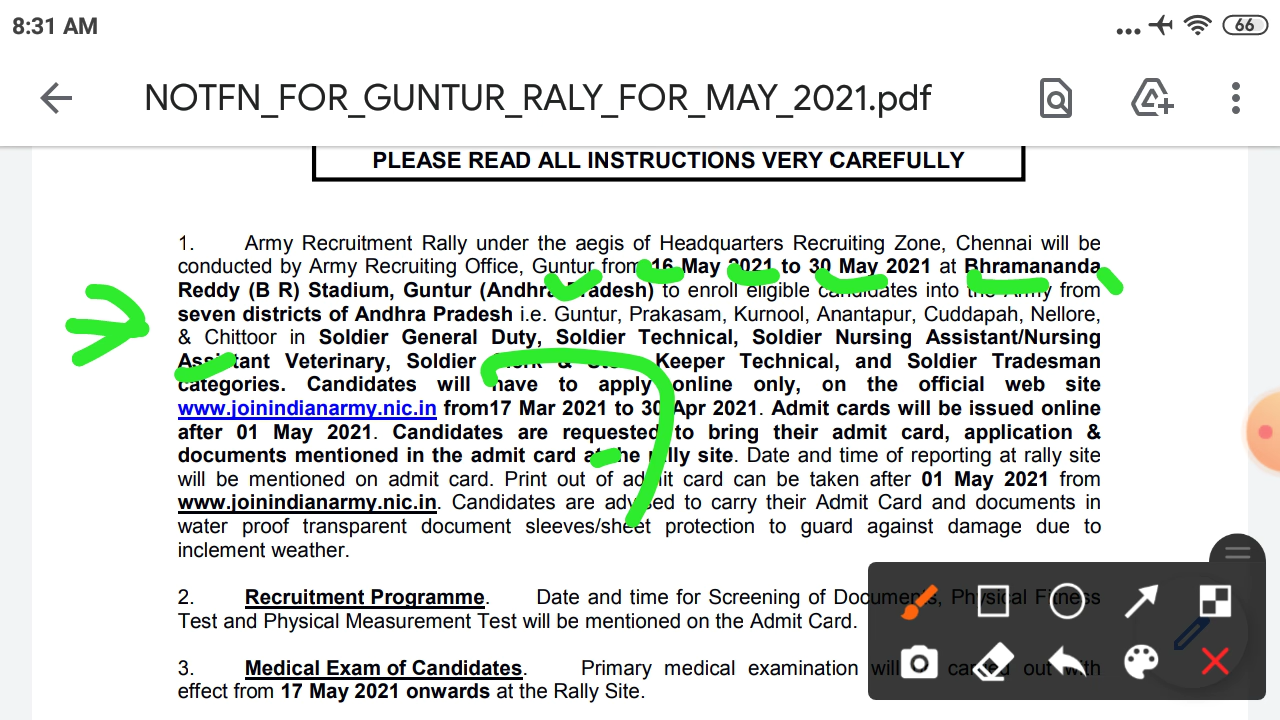 8:31 AM
66
NOTFN_FOR_GUNTUR_RALY_FOR_MAY_2021.pdf
PLEASE READ ALL INSTRUCTIONS VERY CAREFULLY
1. Army Recruitment Rally under the aegis of Headquarters Recruiting Zone, Chennai will be
conducted by Army Recruiting Office, Guntur from 16 May 2021 to 30 May 2021 at Bhramananda
Reddy (B R) Stadium, Guntur (Andhra Pradesh) to enroll eligible candidates into the Army from
seven districts of Andhra Pradesh i.e. Guntur, Prakasam, Kurnool, Anantapur, Cuddapah, Nellore,
& Chittoor in Soldier General Duty, Soldier Technical, Soldier Nursing Assistant/Nursing
Assistant Veterinary, Soldier Clerk & Store Keeper Technical, and Soldier Tradesman
categories. Candidates will have to apply online only, on the official web site
www.joinindianarmy.nic.in from17 Mar 2021 to 30 Apr 2021. Admit cards will be issued online
after 01 May 2021. Candidates are requested to bring their admit card, application &
documents mentioned in the admit card at the rally site. Date and time of reporting at rally site
will be mentioned on admit card. Print out of admit card can be taken after 01 May 2021 from
www.joinindianarmy.nic.in. Candidates are advised to carry their Admit Card and documents in
water proof transparent document sleeves/sheet protection to guard against damage due to
inclement weather.
2. Recruitment Programme. Date and time for Screening of Documents, Physical Fitness
Test and Physical Measurement Test will be mentioned on the Admit Card.
3. Medical Exam of Candidates. Primary medical examination will be carried out with
effect from 17 May 2021 onwards at the Rally Site.